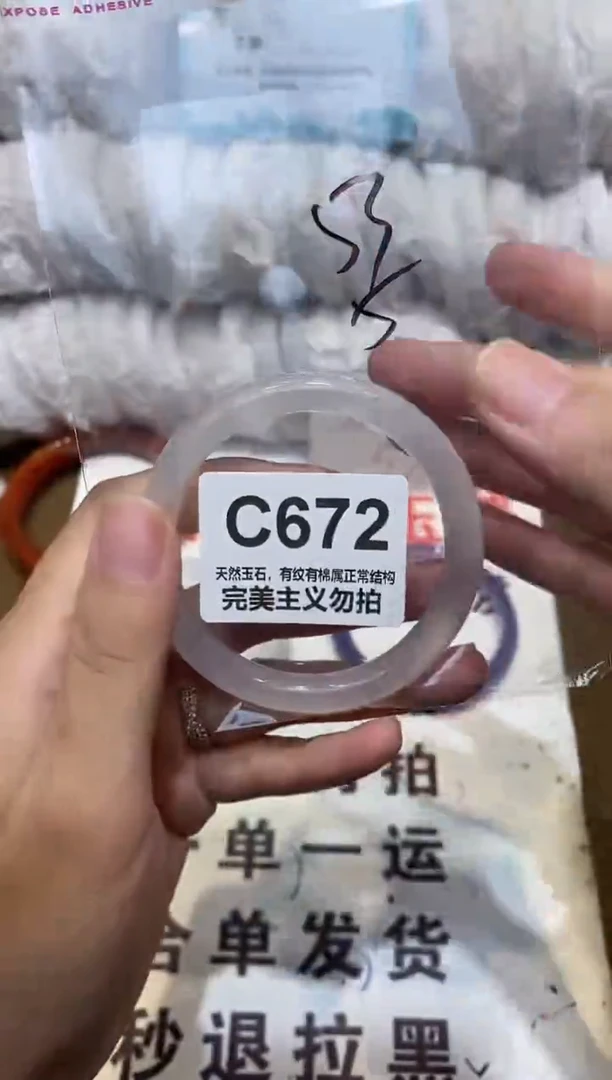 XPOSE ADHESIVE
C672
天然玉石，有纹有棉属正常结构
完美主义勿拍
拍
单一运
合单发货
秒退拉黑